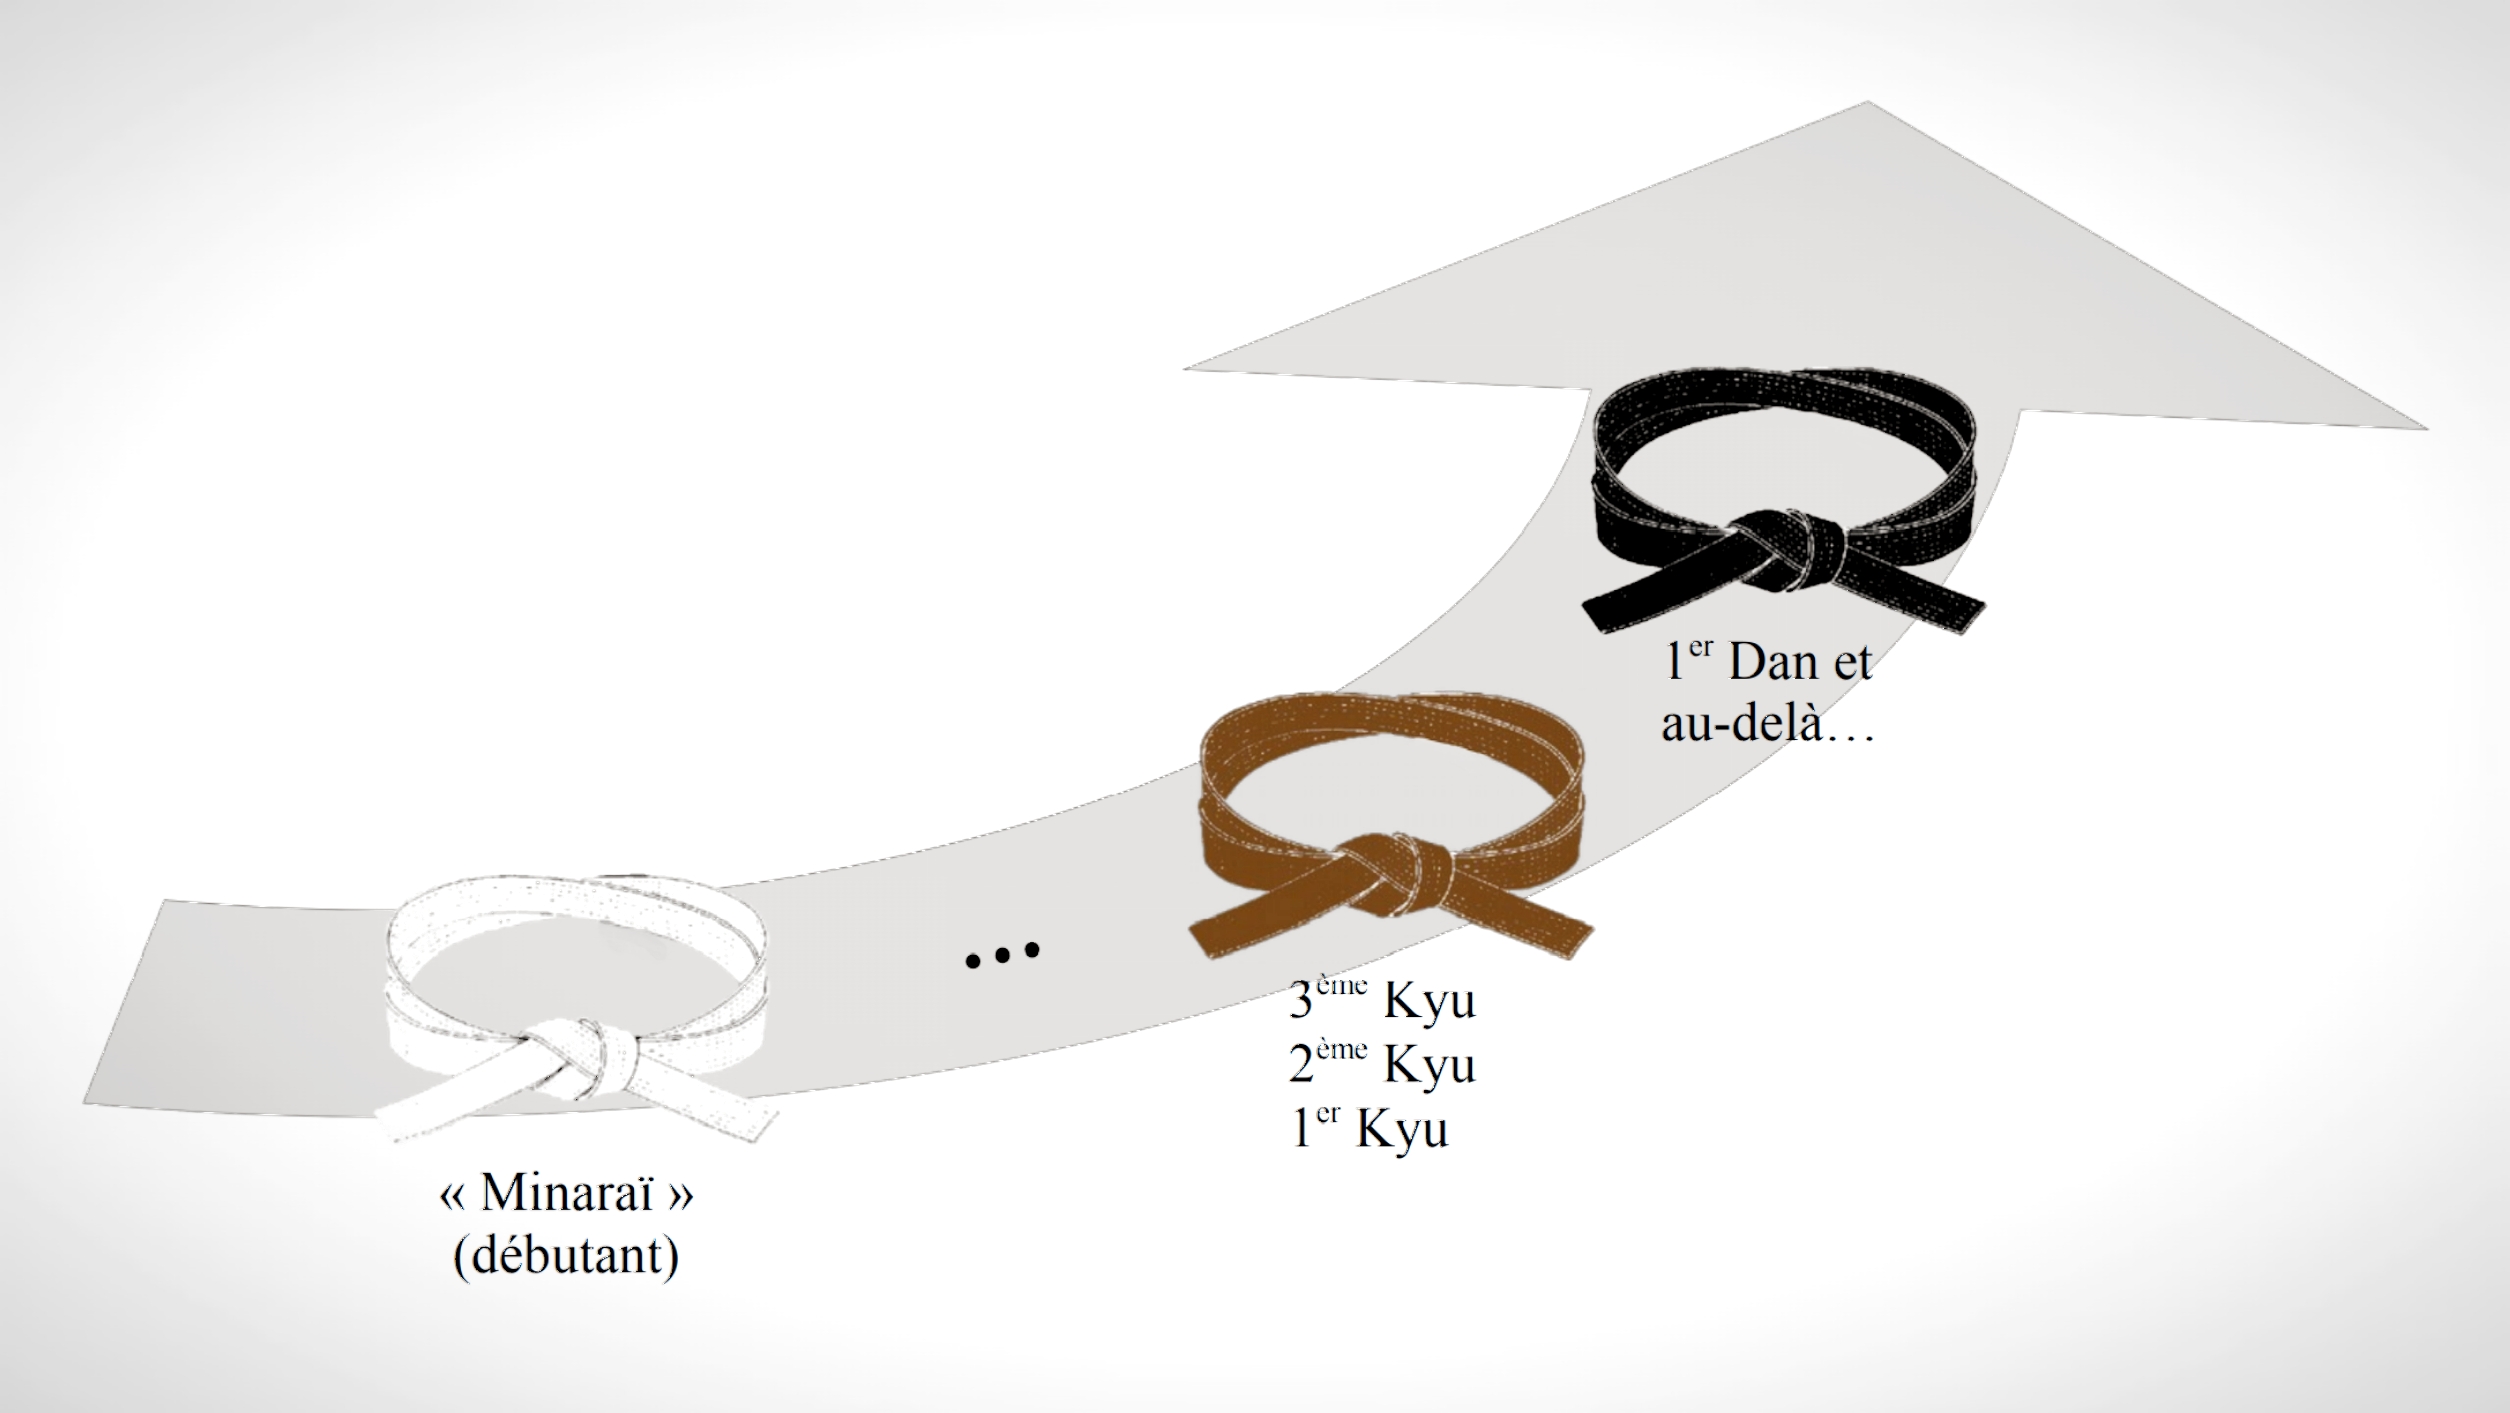 1er Dan et
au-delà…
...
3ème Kyu
2ème Kyu
1er Kyu
« Minaraï »
(débutant)